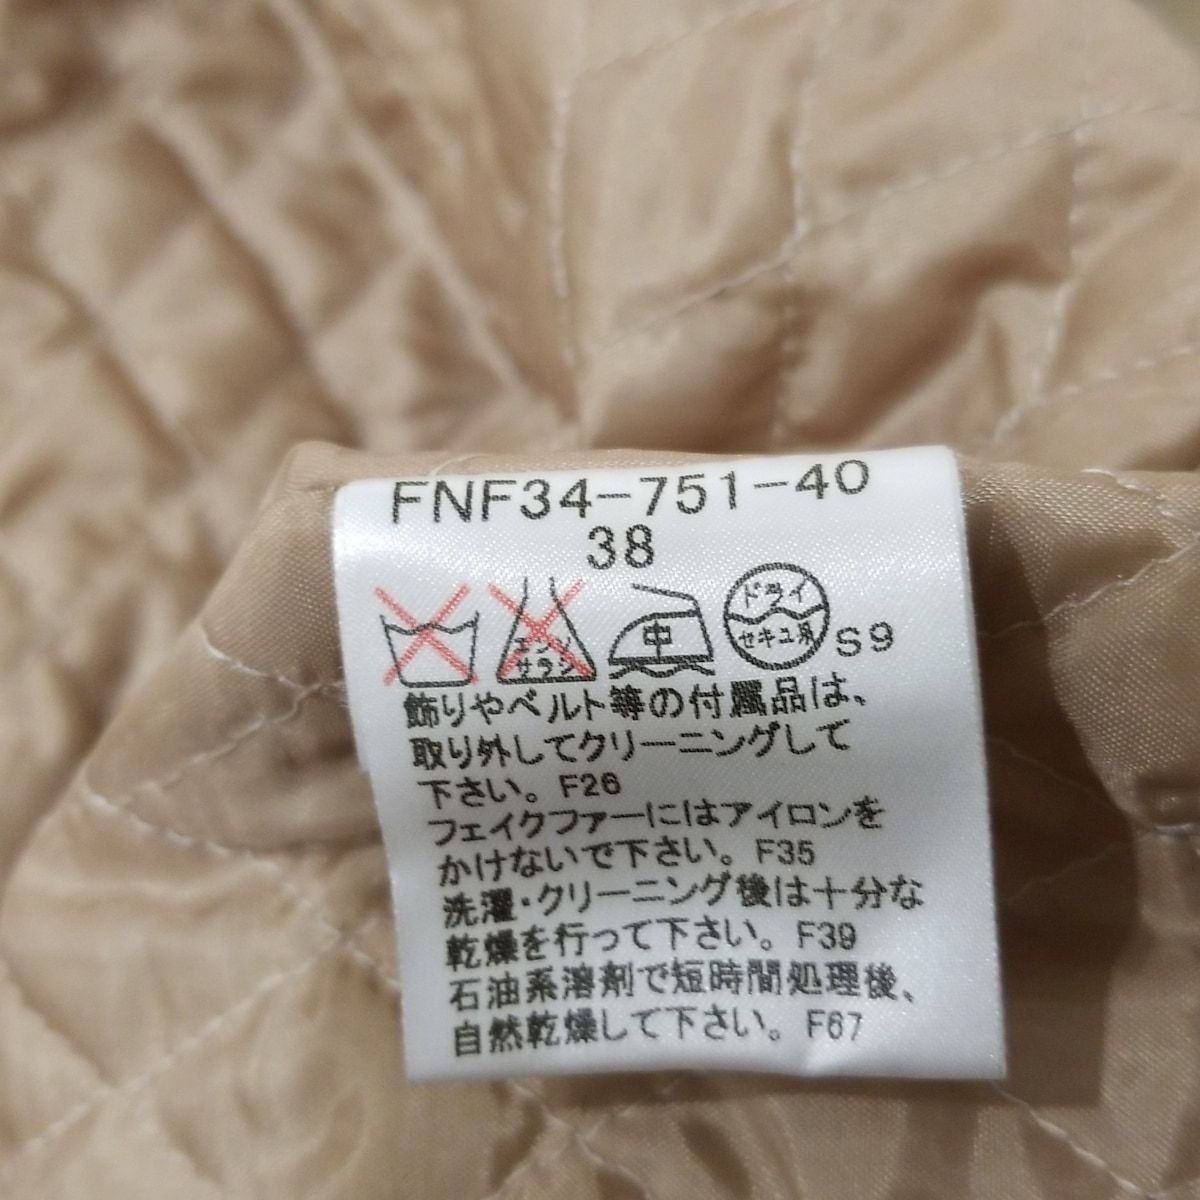 FNF34-751-40
38
エンソ
サラシ
中
ドライ
セキユ系
S9
飾りやベルト等の付属品は、
取り外してクリーニングして
下さい。F26
フェイクファーにはアイロンを
かけないで下さい。F35
洗濯・クリーニング後は十分な
乾燥を行って下さい。F39
石油系溶剤で短時間処理後、
自然乾燥して下さい。F67